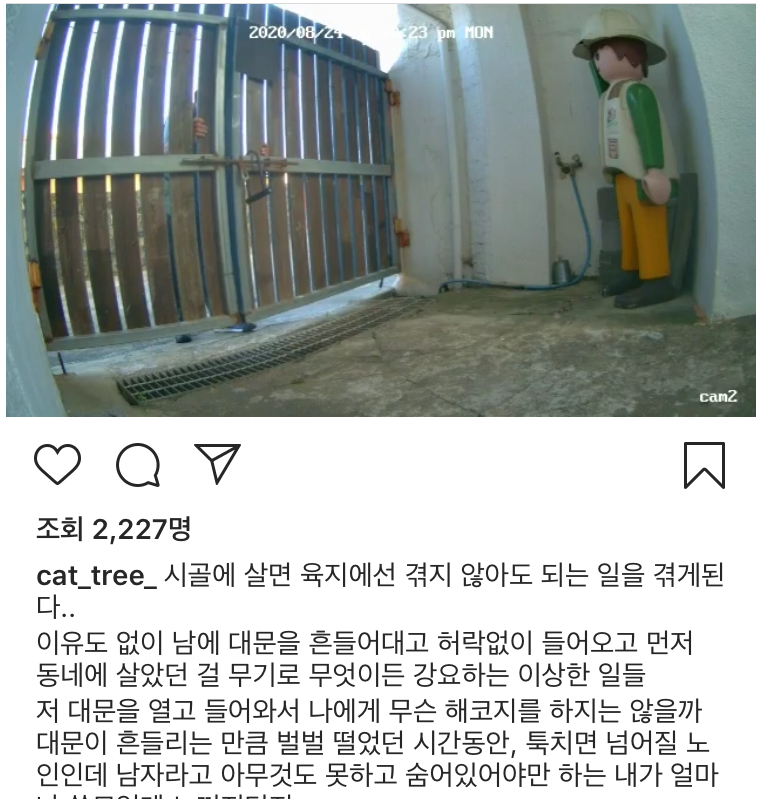 2020/08/24 23 pm MON
cam2
조회 2,227명
cat_tree_ 시골에 살면 육지에선 겪지 않아도 되는 일을 겪게된
다..
이유도 없이 남에 대문을 흔들어대고 허락없이 들어오고 먼저
동네에 살았던 걸 무기로 무엇이든 강요하는 이상한 일들
저 대문을 열고 들어와서 나에게 무슨 해코지를 하지는 않을까
대문이 흔들리는 만큼 벌벌 떨었던 시간동안, 툭치면 넘어질 노
인인데 남자라고 아무것도 못하고 숨어있어야만 하는 내가 얼마